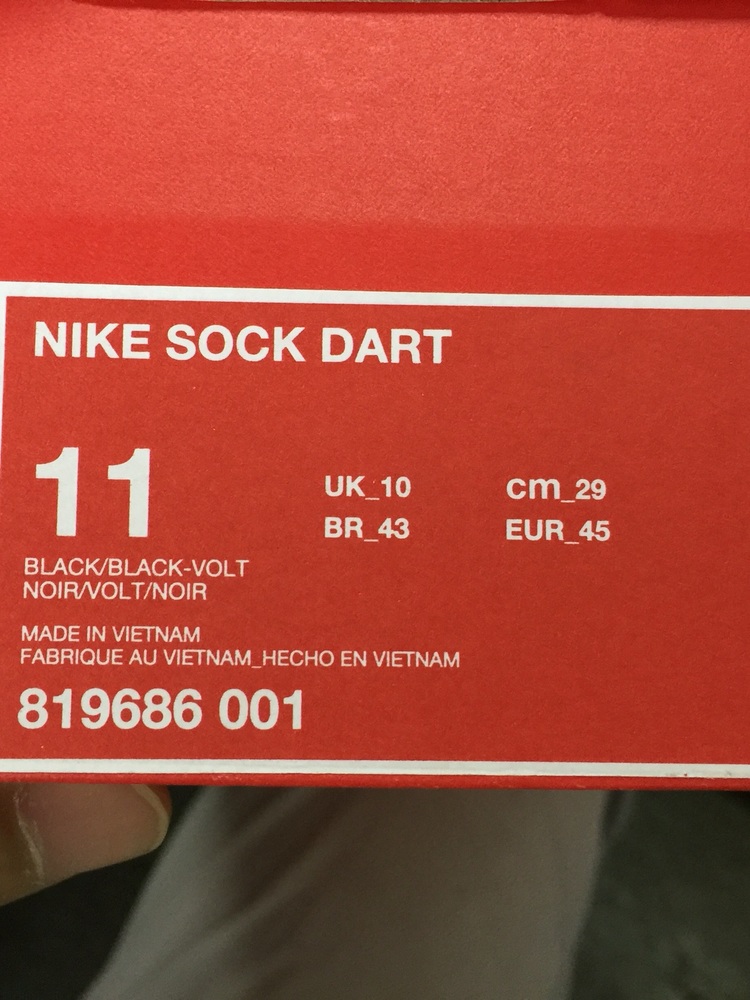 NIKE SOCK DART
11
UK_10 cm_29
BR_43 EUR_45
BLACK/BLACK-VOLT
NOIR/VOLT/NOIR
MADE IN VIETNAM
FABRIQUE AU VIETNAM_HECHO EN VIETNAM
819686 001